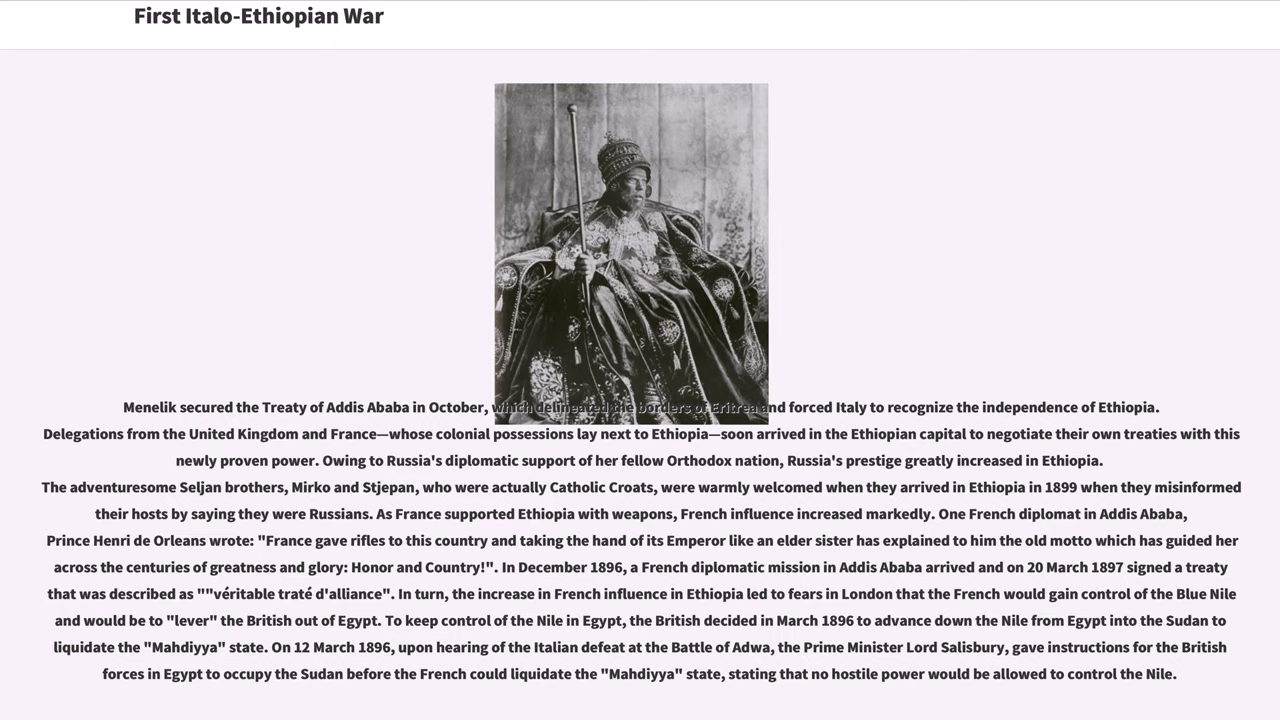 First Italo-Ethiopian War
Menelik secured the Treaty of Addis Ababa in October, which delineated the borders of Eritrea and forced Italy to recognize the independence of Ethiopia.
Delegations from the United Kingdom and France—whose colonial possessions lay next to Ethiopia—soon arrived in the Ethiopian capital to negotiate their own treaties with this
newly proven power. Owing to Russia's diplomatic support of her fellow Orthodox nation, Russia's prestige greatly increased in Ethiopia.
The adventuresome Seljan brothers, Mirko and Stjepan, who were actually Catholic Croats, were warmly welcomed when they arrived in Ethiopia in 1899 when they misinformed
their hosts by saying they were Russians. As France supported Ethiopia with weapons, French influence increased markedly. One French diplomat in Addis Ababa,
Prince Henri de Orleans wrote: "France gave rifles to this country and taking the hand of its Emperor like an elder sister has explained to him the old motto which has guided her
across the centuries of greatness and glory: Honor and Country!". In December 1896, a French diplomatic mission in Addis Ababa arrived and on 20 March 1897 signed a treaty
that was described as ""véritable traté d'alliance". In turn, the increase in French influence in Ethiopia led to fears in London that the French would gain control of the Blue Nile
and would be to "lever" the British out of Egypt. To keep control of the Nile in Egypt, the British decided in March 1896 to advance down the Nile from Egypt into the Sudan to
liquidate the "Mahdiyya" state. On 12 March 1896, upon hearing of the Italian defeat at the Battle of Adwa, the Prime Minister Lord Salisbury, gave instructions for the British
forces in Egypt to occupy the Sudan before the French could liquidate the "Mahdiyya" state, stating that no hostile power would be allowed to control the Nile.